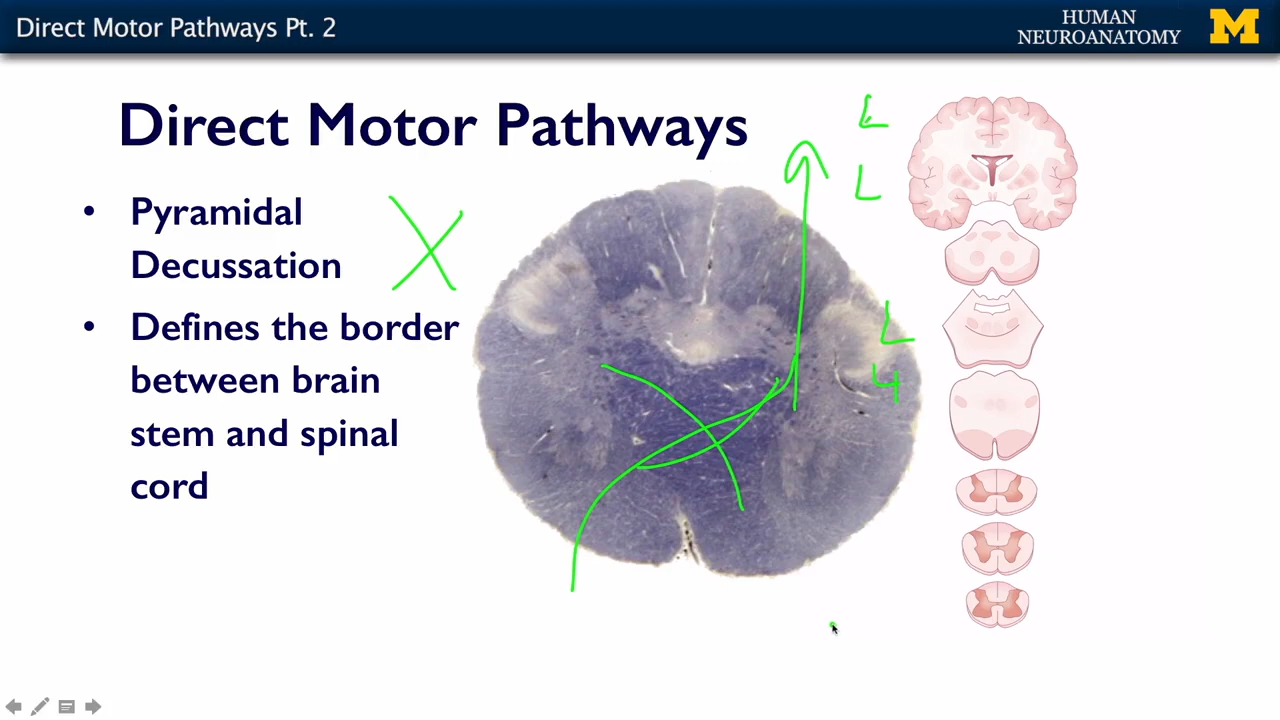 Direct Motor Pathways Pt. 2
HUMAN
NEUROANATOMY
M
Direct Motor Pathways
• Pyramidal
Decussation
• Defines the border
between brain
stem and spinal
cord
L
L
L
4